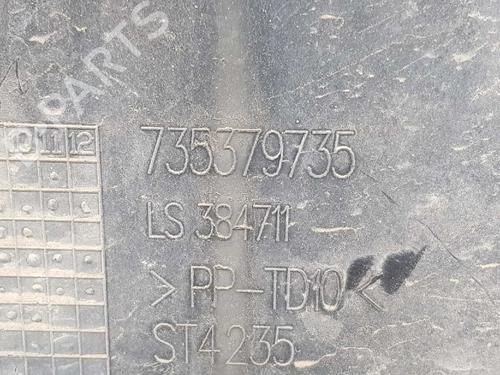 PARTS
10 11 12
735379735
LS 384711
> PP-TD10 <
ST4235